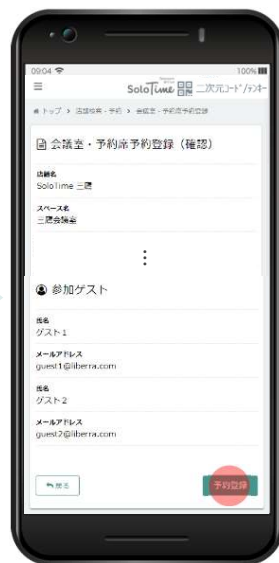 09:04
100%
SoloTime 二次元コード/テンキー
トップ > 店舗検索・予約 > 会議室・予約席予約登録
会議室・予約席予約登録（確認）
店舗名
SoloTime 三鷹
スペース名
三鷹会議室
参加ゲスト
氏名
ゲスト1
メールアドレス
guest1@liberra.com
氏名
ゲスト2
メールアドレス
guest2@liberra.com
戻る
予約登録